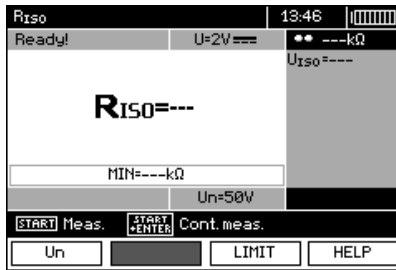 RISO 13:46
Ready! U=2V ---kΩ
UISO=---
RISO=---
MIN=---kΩ
Un=50V
START Meas. START +ENTER Cont. meas.
Un LIMIT HELP